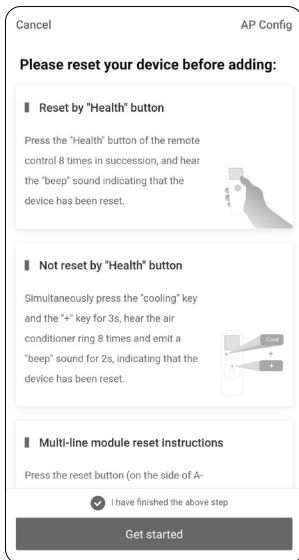 Cancel AP Config
Please reset your device before adding:
Reset by "Health" button
Press the "Health" button of the remote
control 8 times in succession, and hear
the "beep" sound indicating that the
device has been reset.
Not reset by "Health" button
Simultaneously press the "cooling" key
and the "+" key for 3s, hear the air
conditioner ring 8 times and emit a
"beep" sound for 2s, indicating that the
device has been reset.
Cool
+
+
Multi-line module reset instructions
Press the reset button (on the side of A-
I have finished the above step
Get started